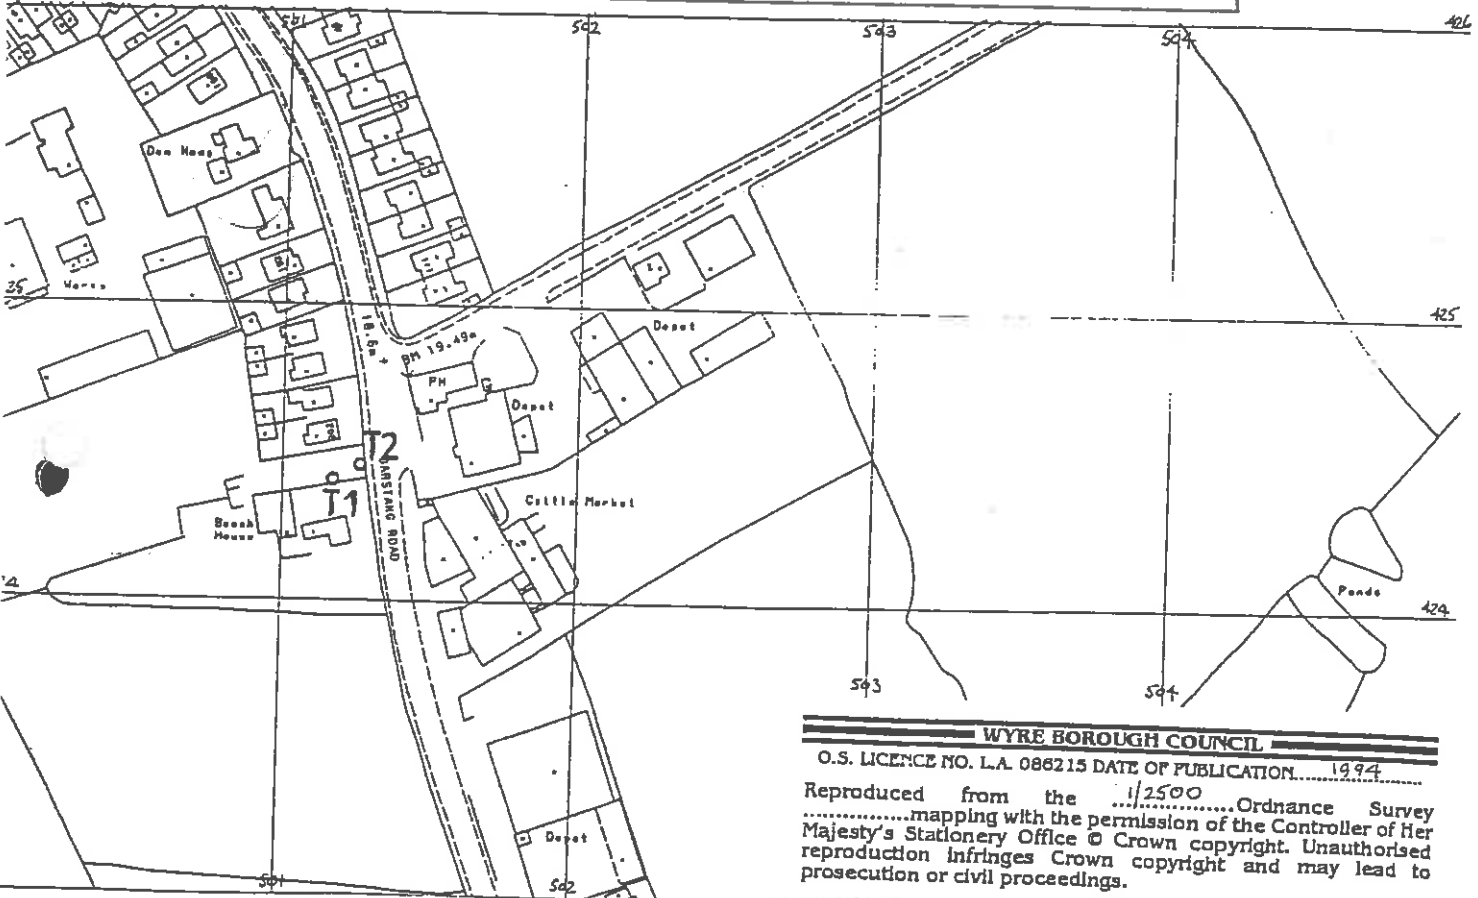 501
502
503
504
426
Works
25
425
18.6m
BM 19.49m
PH
Depot
Depot
T2
T1
GARSTANG ROAD
Cattle Market
Beech
House
Ponds
424
503
504
501
502
Depot
WYRE BOROUGH COUNCIL
O.S. LICENCE NO. L.A. 086215 DATE OF PUBLICATION.....1994.....
Reproduced from the ...1/2500...Ordnance Survey
...............mapping with the permission of the Controller of Her
Majesty's Stationery Office © Crown copyright. Unauthorised
reproduction infringes Crown copyright and may lead to
prosecution or civil proceedings.